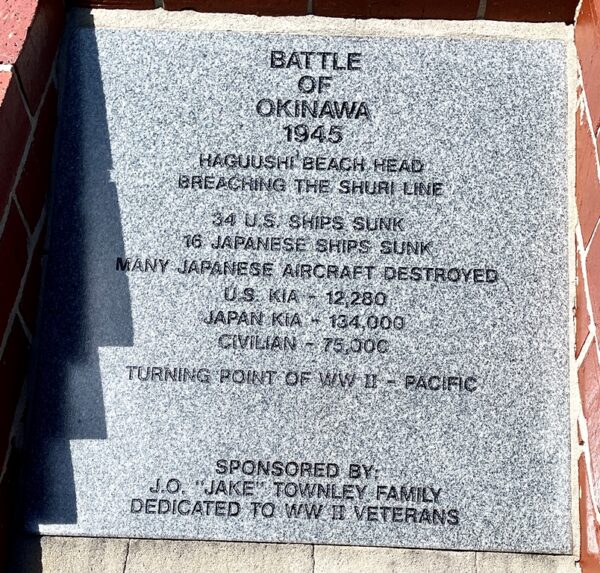 BATTLE
OF
OKINAWA
1945
HAGUUSHI BEACH HEAD
BREACHING THE SHURI LINE
34 U.S. SHIPS SUNK
16 JAPANESE SHIPS SUNK
MANY JAPANESE AIRCRAFT DESTROYED
U.S. KIA - 12,280
JAPAN KIA - 134,000
CIVILIAN - 75,000
TURNING POINT OF WW II - PACIFIC
SPONSORED BY:
J.O. "JAKE" TOWNLEY FAMILY
DEDICATED TO WW II VETERANS